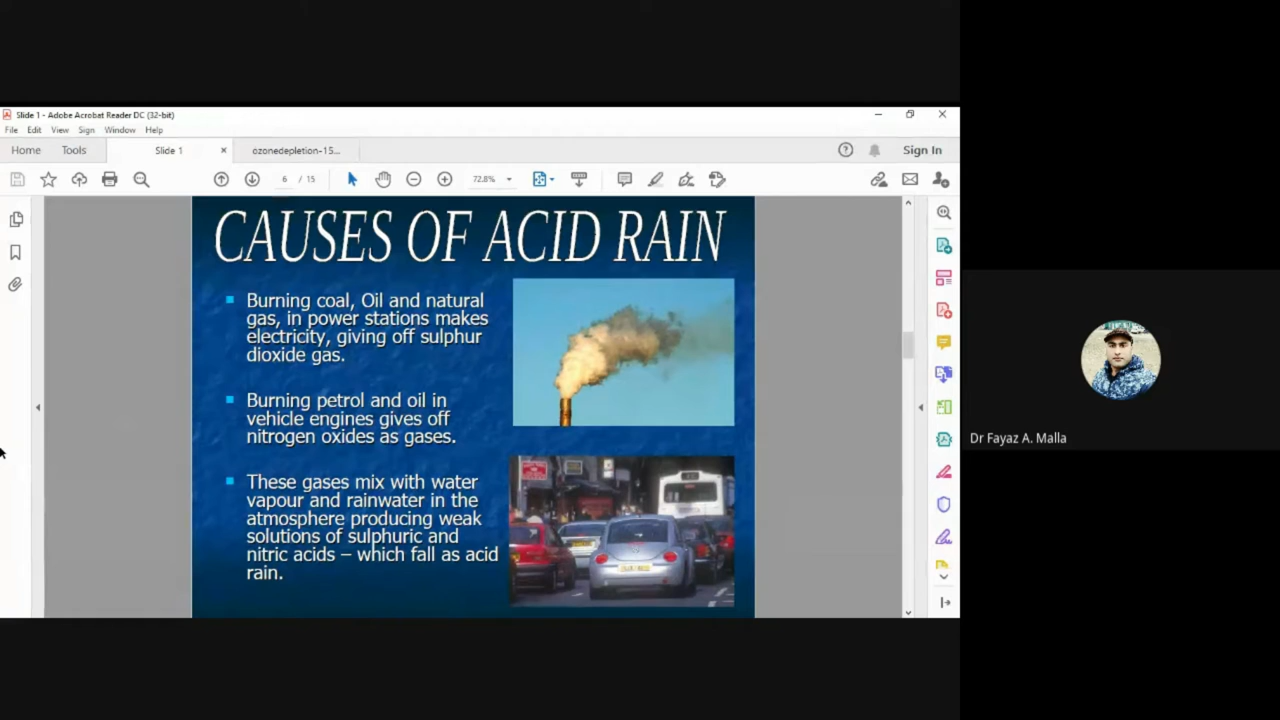 Slide 1 - Adobe Acrobat Reader DC (32-bit)
File Edit View Sign Window Help
Home Tools Slide 1 ozonedepletion-15... Sign In
6 / 15 72.8%
CAUSES OF ACID RAIN
Burning coal, Oil and natural
gas, in power stations makes
electricity, giving off sulphur
dioxide gas.
Burning petrol and oil in
vehicle engines gives off
nitrogen oxides as gases.
These gases mix with water
vapour and rainwater in the
atmosphere producing weak
solutions of sulphuric and
nitric acids – which fall as acid
rain.
Dr Fayaz A. Malla